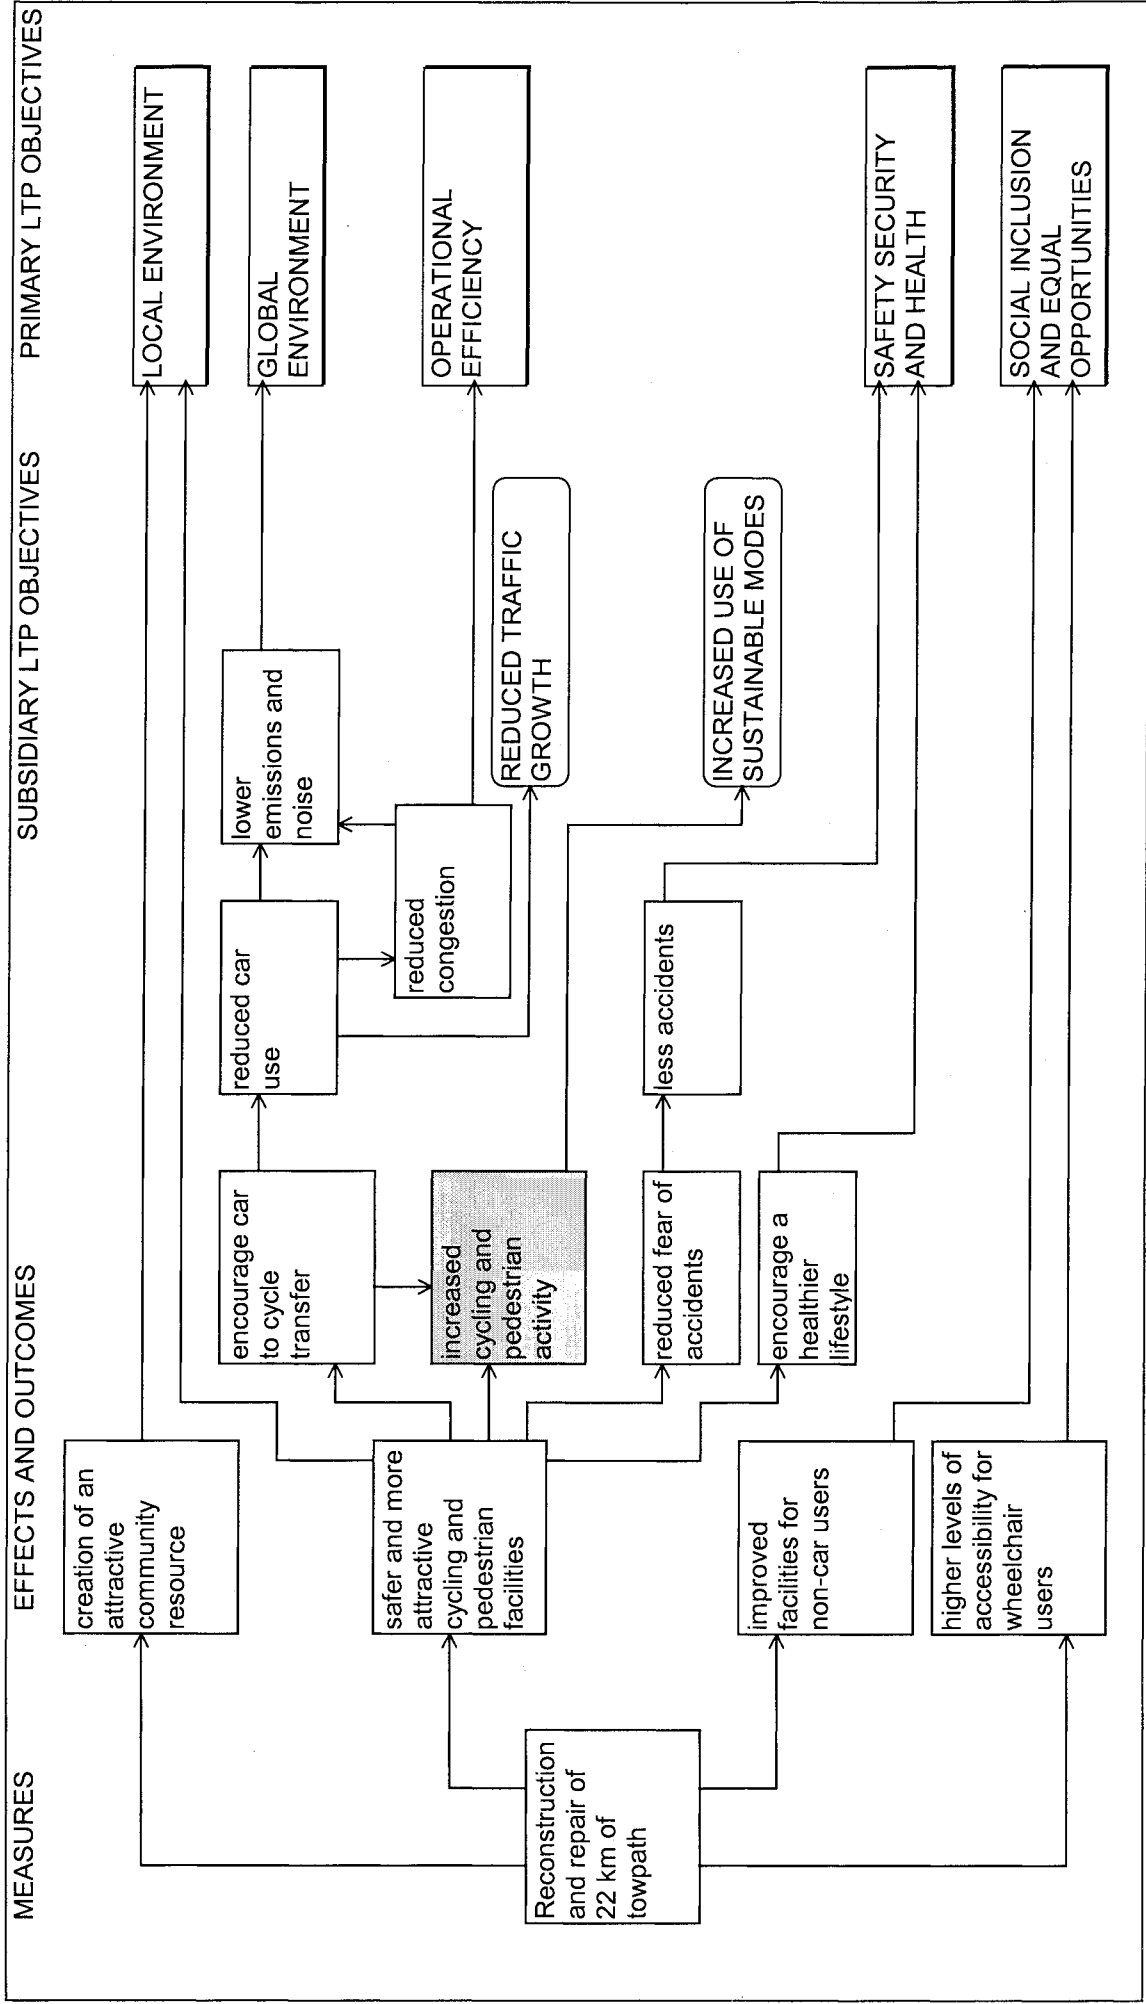 MEASURES
EFFECTS AND OUTCOMES
SUBSIDIARY LTP OBJECTIVES
PRIMARY LTP OBJECTIVES
Reconstruction
and repair of
22 km of
towpath
creation of an
attractive
community
resource
safer and more
attractive
cycling and
pedestrian
facilities
improved
facilities for
non-car users
higher levels of
accessibility for
wheelchair
users
encourage car
to cycle
transfer
increased
cycling and
pedestrian
activity
reduced fear of
accidents
encourage a
healthier
lifestyle
reduced car
use
reduced
congestion
less accidents
lower
emissions and
noise
REDUCED TRAFFIC
GROWTH
INCREASED USE OF
SUSTAINABLE MODES
LOCAL ENVIRONMENT
GLOBAL
ENVIRONMENT
OPERATIONAL
EFFICIENCY
SAFETY SECURITY
AND HEALTH
SOCIAL INCLUSION
AND EQUAL
OPPORTUNITIES